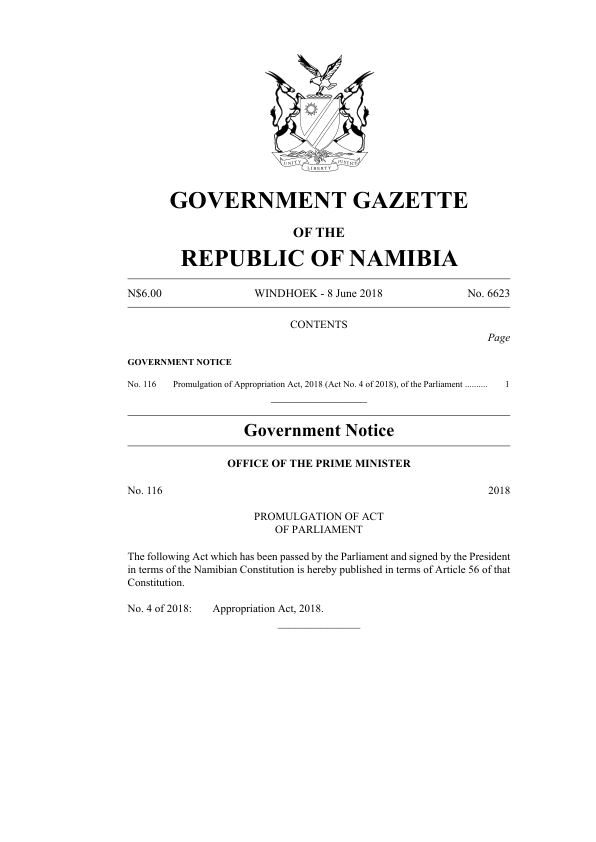 UNITY LIBERTY JUSTICE
GOVERNMENT GAZETTE
OF THE
REPUBLIC OF NAMIBIA
N$6.00 WINDHOEK - 8 June 2018 No. 6623
CONTENTS
Page
GOVERNMENT NOTICE
No. 116 Promulgation of Appropriation Act, 2018 (Act No. 4 of 2018), of the Parliament .......... 1
Government Notice
OFFICE OF THE PRIME MINISTER
No. 116 2018
PROMULGATION OF ACT
OF PARLIAMENT
The following Act which has been passed by the Parliament and signed by the President
in terms of the Namibian Constitution is hereby published in terms of Article 56 of that
Constitution.
No. 4 of 2018: Appropriation Act, 2018.